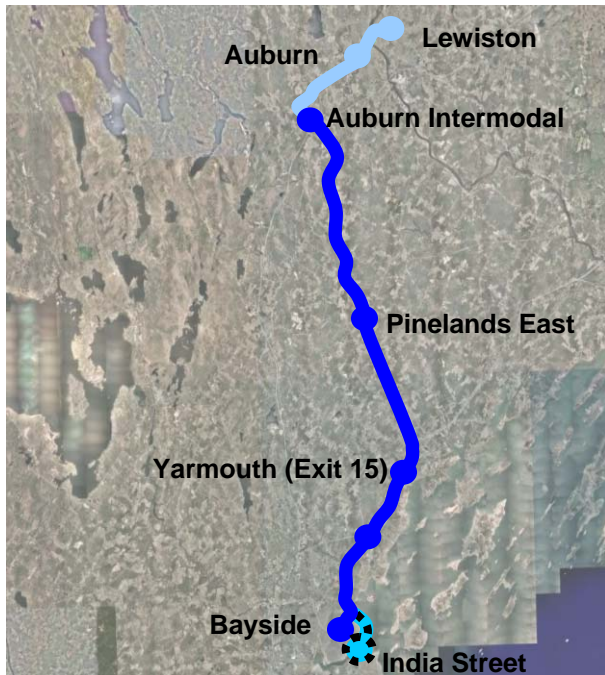 Lewiston
Auburn
Auburn Intermodal
Pinelands East
Yarmouth (Exit 15)
Bayside
India Street